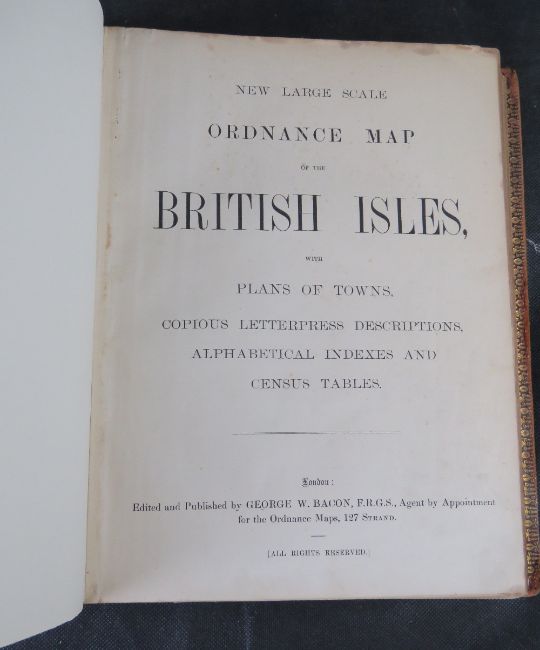 NEW LARGE SCALE
ORDNANCE MAP
OF THE
BRITISH ISLES,
WITH
PLANS OF TOWNS,
COPIOUS LETTERPRESS DESCRIPTIONS,
ALPHABETICAL INDEXES AND
CENSUS TABLES.
London:
Edited and Published by GEORGE W. BACON, F.R.G.S., Agent by Appointment
for the Ordnance Maps, 127 STRAND.
[ALL RIGHTS RESERVED.]